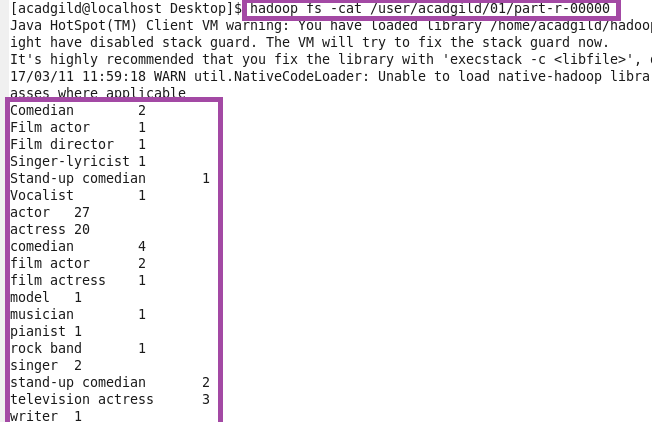 [acadgild@localhost Desktop]$ hadoop fs -cat /user/acadgild/01/part-r-00000
Java HotSpot(TM) Client VM warning: You have loaded library /home/acadgild/hadoop
ight have disabled stack guard. The VM will try to fix the stack guard now.
It's highly recommended that you fix the library with 'execstack -c <libfile>',
17/03/11 11:59:18 WARN util.NativeCodeLoader: Unable to load native-hadoop libra
asses where applicable
Comedian 2
Film actor 1
Film director 1
Singer-lyricist 1
Stand-up comedian 1
Vocalist 1
actor 27
actress 20
comedian 4
film actor 2
film actress 1
model 1
musician 1
pianist 1
rock band 1
singer 2
stand-up comedian 2
television actress 3
writer 1